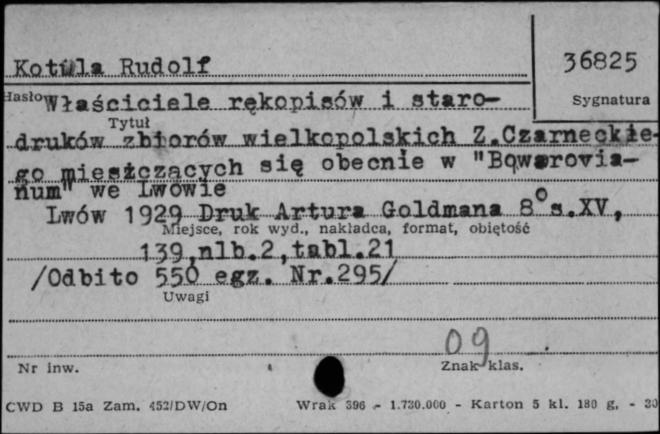 Kotula Rudolf
36825
Hasło
Sygnatura
Właściciele rękopisów i staro-
Tytuł
druków zbiorów wielkopolskich Z.Czarneckie-
go mieszczących się obecnie w "Boworovia-
num" we Lwowie
Lwów 1929 Druk Artura Goldmana 8° s.XV,
Miejsce, rok wyd., nakładca, format, objętość
139,nlb.2,tabl.21
/Odbito 550 egz. Nr.295/
Uwagi
09
Nr inw.
Znak klas.
CWD B 15a Zam. 452/DW/On Wrak 396 - 1.730.000 - Karton 5 kl. 180 g. - 30